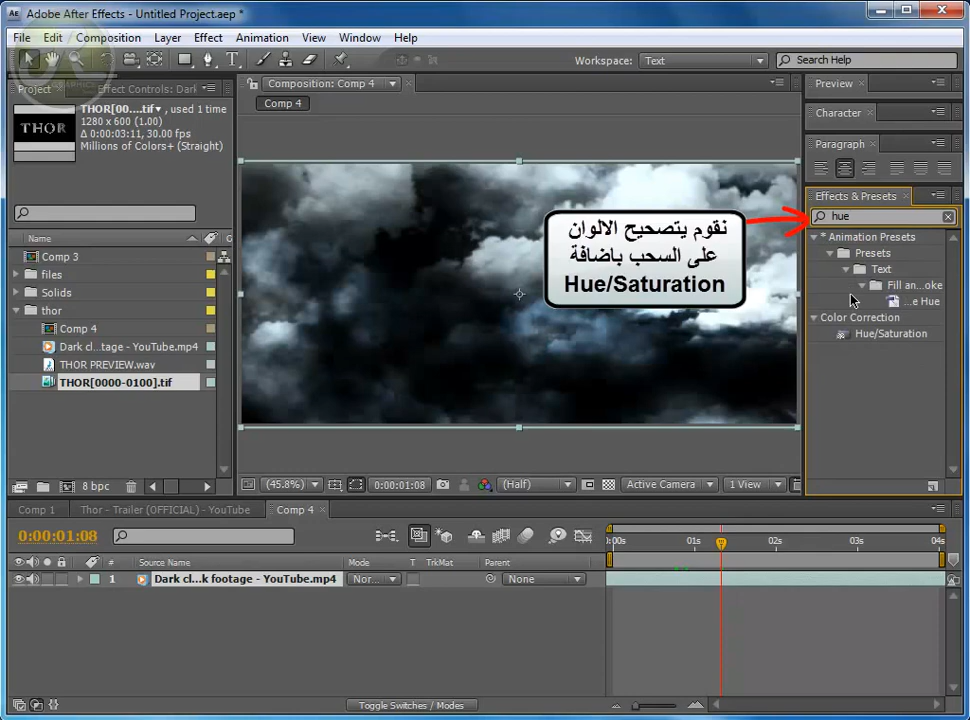 Adobe After Effects - Untitled Project.aep *
File Edit Composition Layer Effect Animation View Window Help
Workspace: Text
Search Help
Project
Effect Controls: Da
THOR[00....tif▾, used 1 time
1280 x 600 (1.00)
Δ 0:00:03:11, 30.00 fps
Millions of Colors+ (Straight)
THOR
Name
Comp 3
files
Solids
thor
Comp 4
Dark cl...tage - YouTube.mp4
THOR PREVIEW.wav
THOR[0000-0100].tif
8 bpc
Composition: Comp 4
Comp 4
نقوم يتصحيح الالوان
على السحب باضافة
Hue/Saturation
(45.8%)
0:00:01:08
(Half)
Active Camera
1 View
Preview
Character
Paragraph
Effects & Presets
hue
* Animation Presets
Presets
Text
Fill an...oke
...e Hue
Color Correction
Hue/Saturation
Comp 1
Thor - Trailer (OFFICIAL) - YouTube
Comp 4
0:00:01:08
# Source Name Mode T TrkMat Parent
1 Dark cl...k footage - YouTube.mp4 Nor... None
):00s 01s 02s 03s 04s
Toggle Switches / Modes